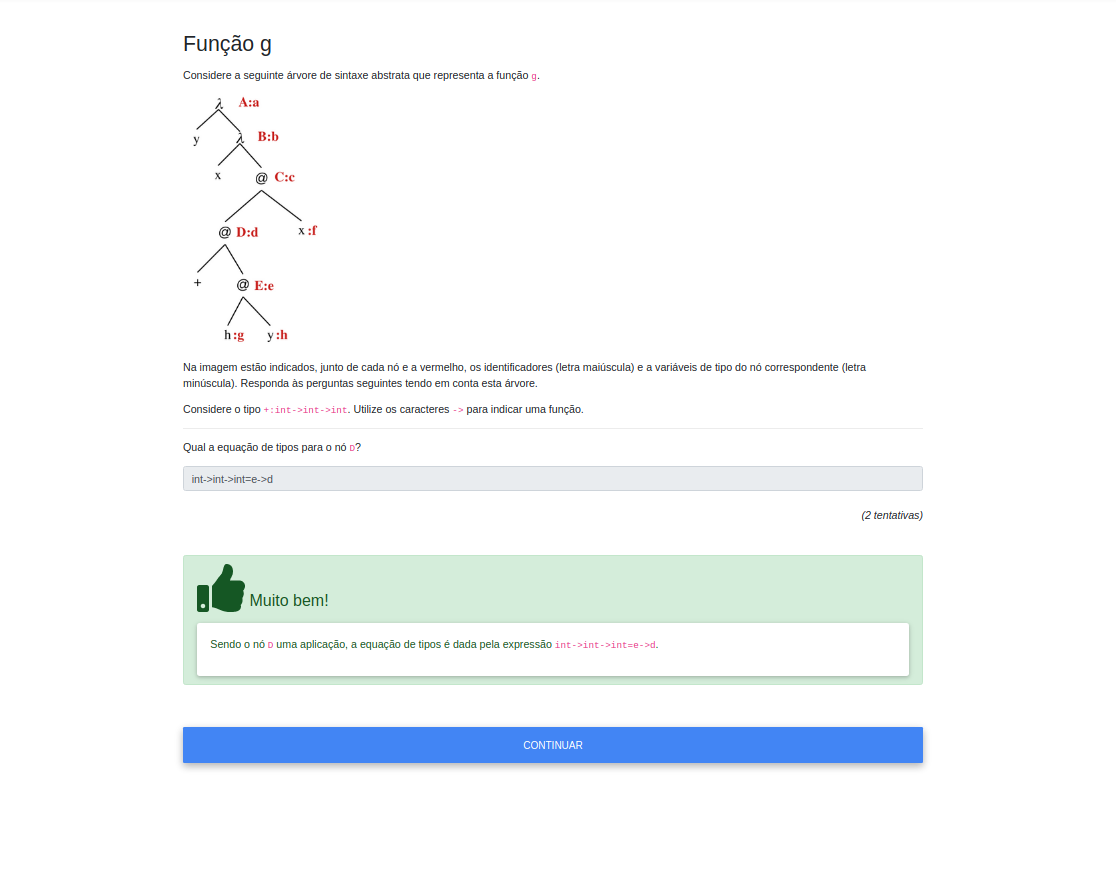 Função g
Considere a seguinte árvore de sintaxe abstrata que representa a função g.
λ A:a
y λ B:b
x @ C:c
@ D:d x :f
+ @ E:e
h :g y :h
Na imagem estão indicados, junto de cada nó e a vermelho, os identificadores (letra maiúscula) e a variáveis de tipo do nó correspondente (letra
minúscula). Responda às perguntas seguintes tendo em conta esta árvore.
Considere o tipo +:int->int->int. Utilize os caracteres -> para indicar uma função.
Qual a equação de tipos para o nó D?
int->int->int=e->d
(2 tentativas)
Muito bem!
Sendo o nó D uma aplicação, a equação de tipos é dada pela expressão int->int->int=e->d.
CONTINUAR